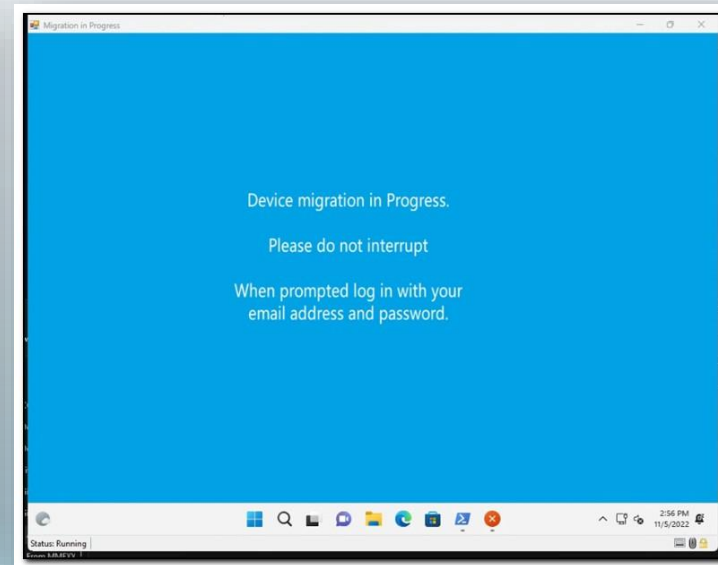 Migration in Progress
Device migration in Progress.
Please do not interrupt
When prompted log in with your
email address and password.
2:56 PM
11/5/2022
Status: Running